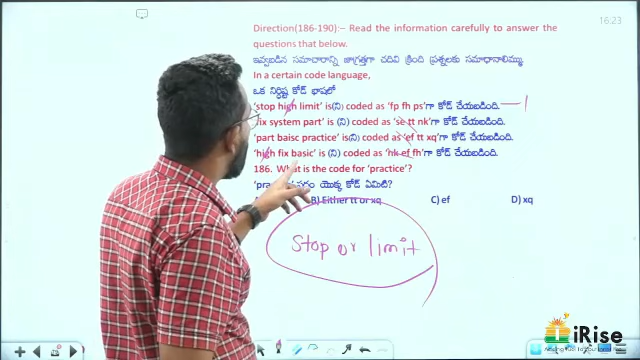 16:23
Direction(186-190):– Read the information carefully to answer the
questions that below.
ఇవ్వబడిన సమాచారాన్ని జాగ్రత్తగా చదివి క్రింది ప్రశ్నలకు సమాధానాలిమ్ము
In a certain code language,
ఒక నిర్ధిష్ట కోడ్ భాషలో
'stop high limit' is(ని) coded as 'fp fh ps'గా కోడ్ చేయబడింది. 1
'fix system part' is (ని) coded as 'se tt nk'గా కోడ్ చేయబడింది.
'part baisc practice' is(ని) coded as 'ef tt xq'గా కోడ్ చేయబడింది.
'high fix basic' is (ని) coded as 'nk ef fh'గా కోడ్ చేయబడింది.
186. What is the code for 'practice'?
పదం యొక్క కోడ్ ఏమిటి?
B) Either tt or xq C) ef D) xq
Stop or limit
iRise